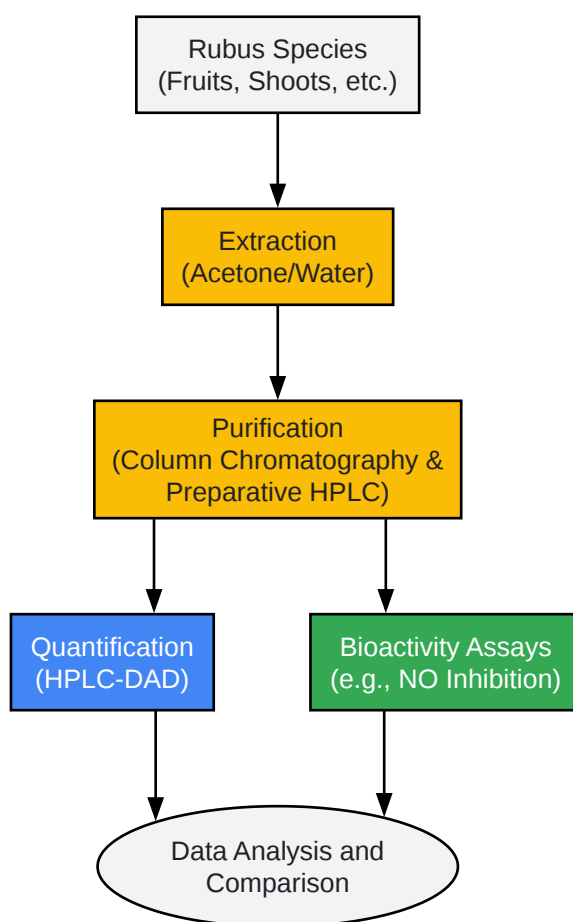 Rubus Species
(Fruits, Shoots, etc.)
Extraction
(Acetone/Water)
Purification
(Column Chromatography &
Preparative HPLC)
Quantification
(HPLC-DAD)
Bioactivity Assays
(e.g., NO Inhibition)
Data Analysis and
Comparison